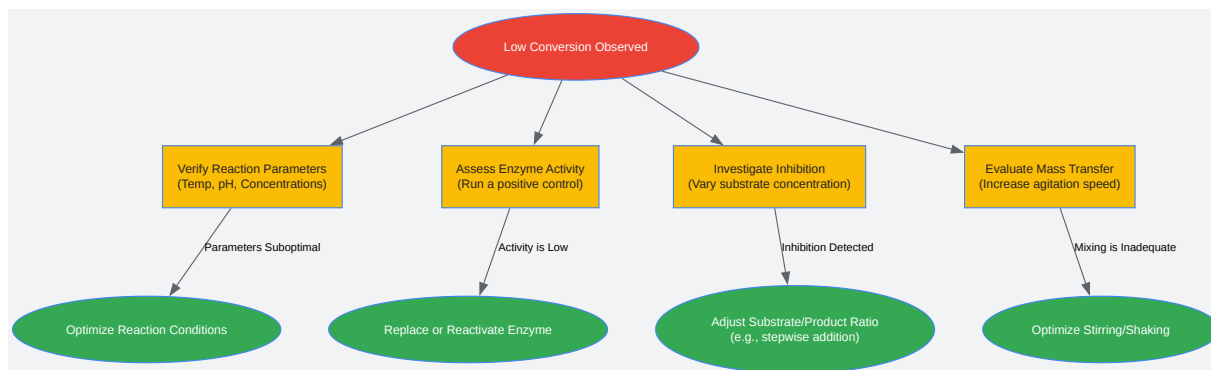 Low Conversion Observed
Verify Reaction Parameters
(Temp, pH, Concentrations)
Assess Enzyme Activity
(Run a positive control)
Investigate Inhibition
(Vary substrate concentration)
Evaluate Mass Transfer
(Increase agitation speed)
Parameters Suboptimal
Activity is Low
Inhibition Detected
Mixing is Inadequate
Optimize Reaction Conditions
Replace or Reactivate Enzyme
Adjust Substrate/Product Ratio
(e.g., stepwise addition)
Optimize Stirring/Shaking